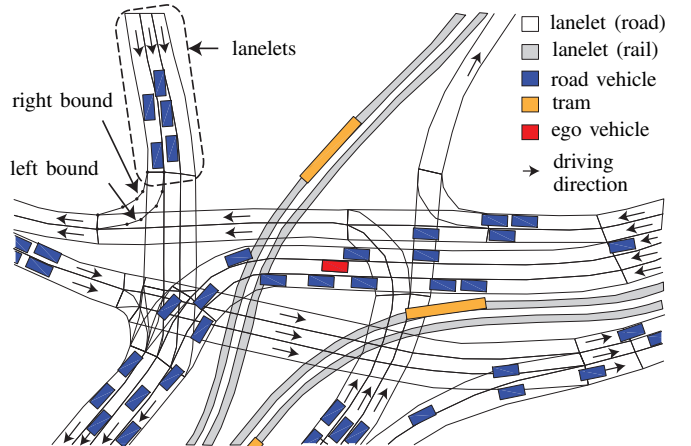 lanelets
right bound
left bound
lanelet (road)
lanelet (rail)
road vehicle
tram
ego vehicle
driving
direction